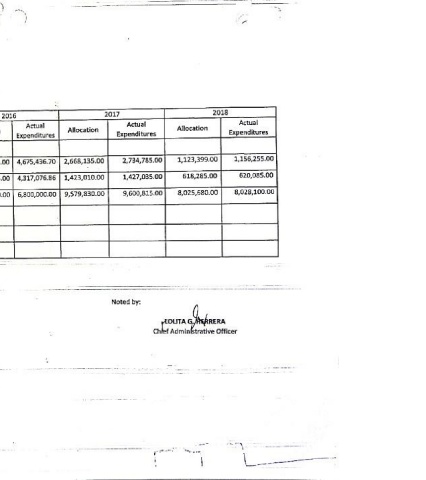 2016 2017 2018
Actual Expenditures Allocation Actual Expenditures Allocation Actual Expenditures
.00 4,675,436.70 2,668,135.00 2,734,785.00 1,123,399.00 1,156,255.00
.00 4,317,076.86 1,423,010.00 1,427,035.00 618,285.00 620,085.00
.00 6,800,000.00 9,579,830.00 9,600,815.00 8,025,680.00 8,028,100.00
Noted by:
LOLITA G. HERRERA
Chief Administrative Officer